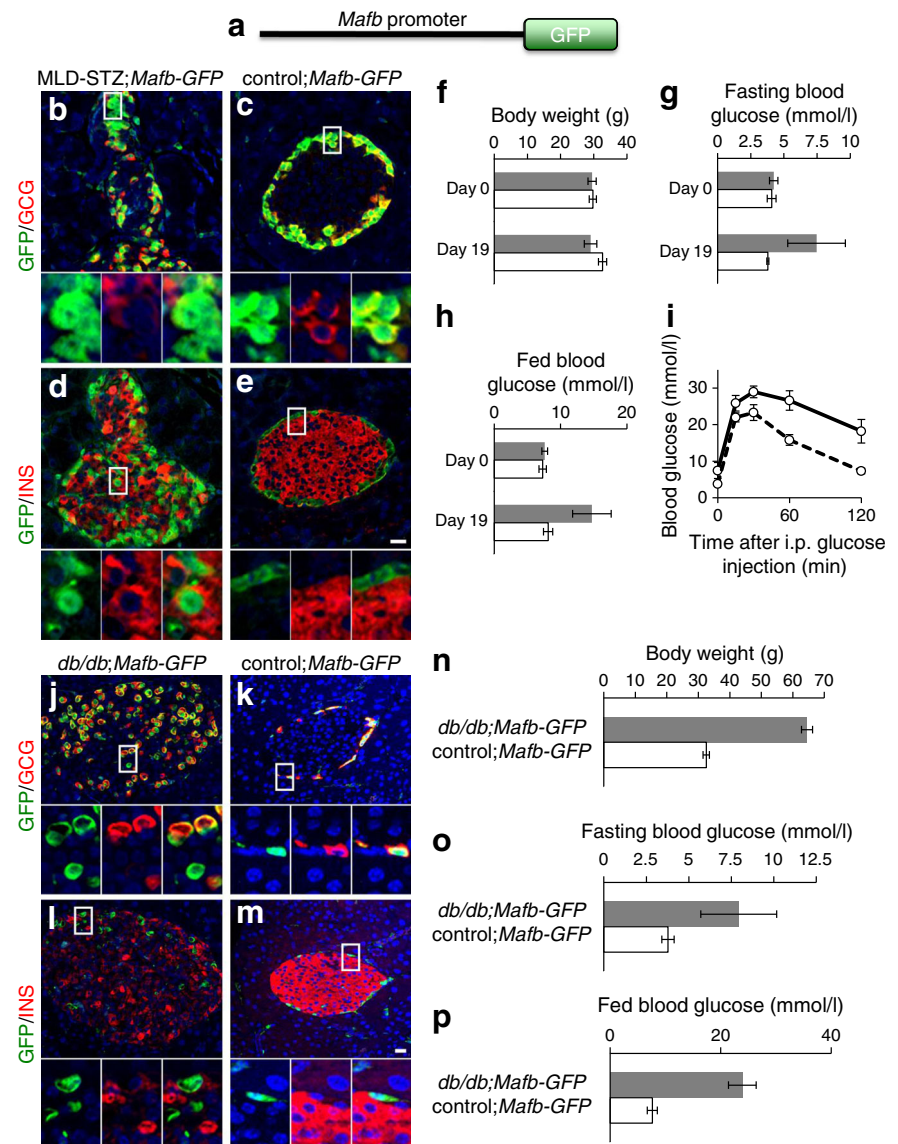 a
Mafb promoter
GFP
MLD-STZ;Mafb-GFP
control;Mafb-GFP
b
c
GFP/GCG
d
e
GFP/INS
f
Body weight (g)
0 10 20 30 40
Day 0
Day 19
g
Fasting blood
glucose (mmol/l)
0 2.5 5 7.5 10
Day 0
Day 19
h
Fed blood
glucose (mmol/l)
0 10 20
Day 0
Day 19
i
Blood glucose (mmol/l)
30
20
10
0
0 60 120
Time after i.p. glucose
injection (min)
db/db;Mafb-GFP
control;Mafb-GFP
j
k
GFP/GCG
l
m
GFP/INS
n
Body weight (g)
0 10 20 30 40 50 60 70
db/db;Mafb-GFP
control;Mafb-GFP
o
Fasting blood glucose (mmol/l)
0 2.5 5 7.5 10 12.5
db/db;Mafb-GFP
control;Mafb-GFP
p
Fed blood glucose (mmol/l)
0 20 40
db/db;Mafb-GFP
control;Mafb-GFP